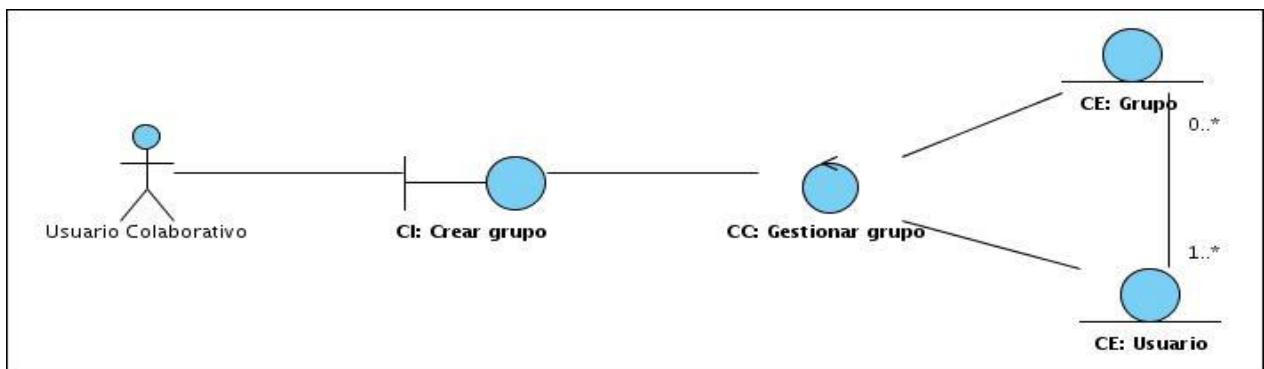 CE: Grupo
0..*
Usuario Colaborativo
CI: Crear grupo
CC: Gestionar grupo
1..*
CE: Usuario